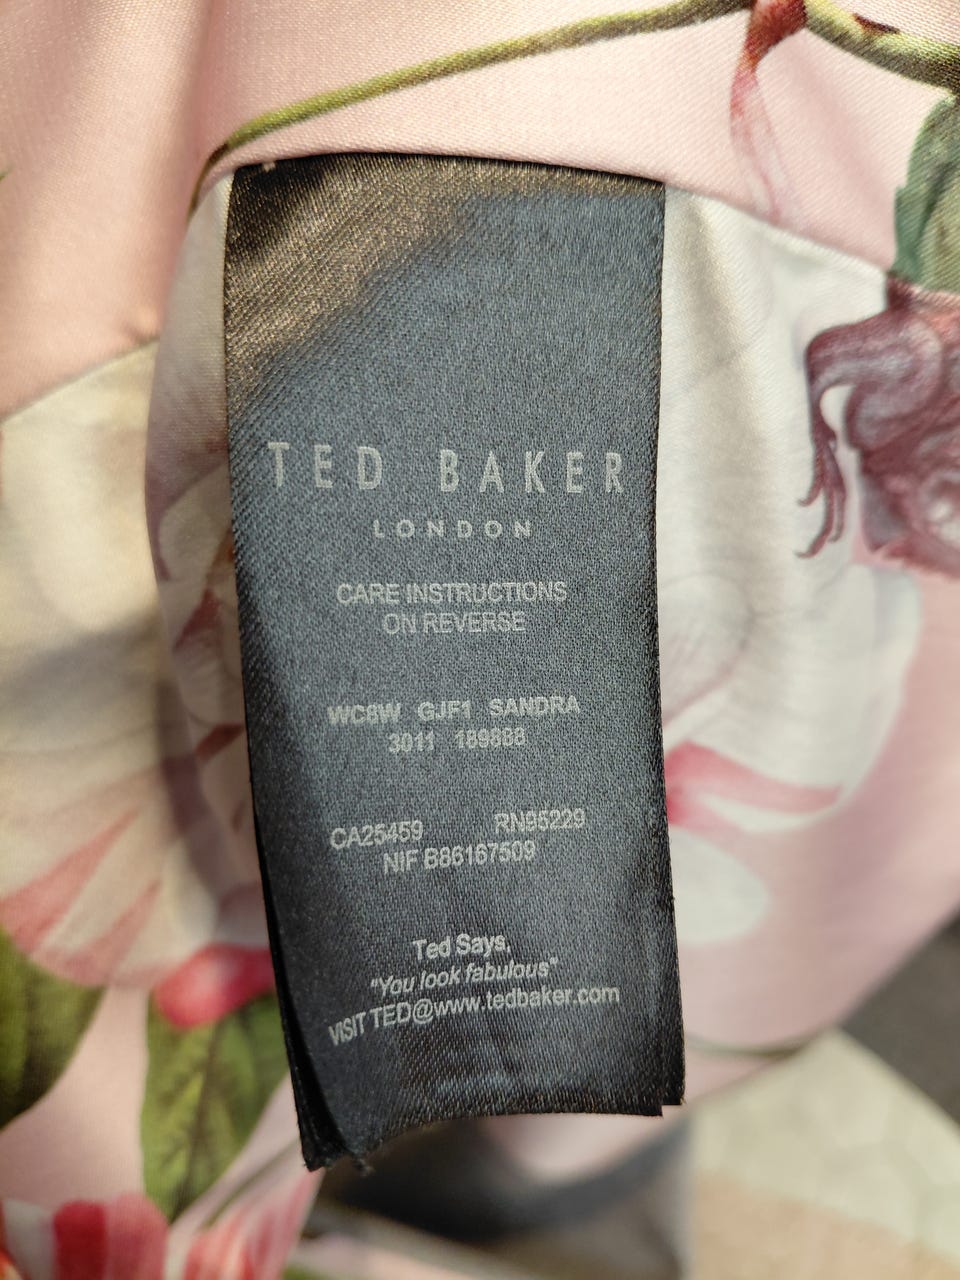 TED BAKER
LONDON
CARE INSTRUCTIONS
ON REVERSE
WC8W GJF1 SANDRA
3011 189888
CA25459 RN95229
NIF B86167509
Ted Says,
"You look fabulous"
VISIT TED@www.tedbaker.com